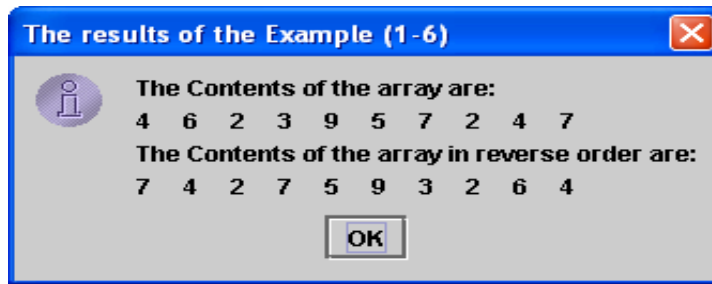 The results of the Example (1-6)
The Contents of the array are:
4 6 2 3 9 5 7 2 4 7
The Contents of the array in reverse order are:
7 4 2 7 5 9 3 2 6 4
OK